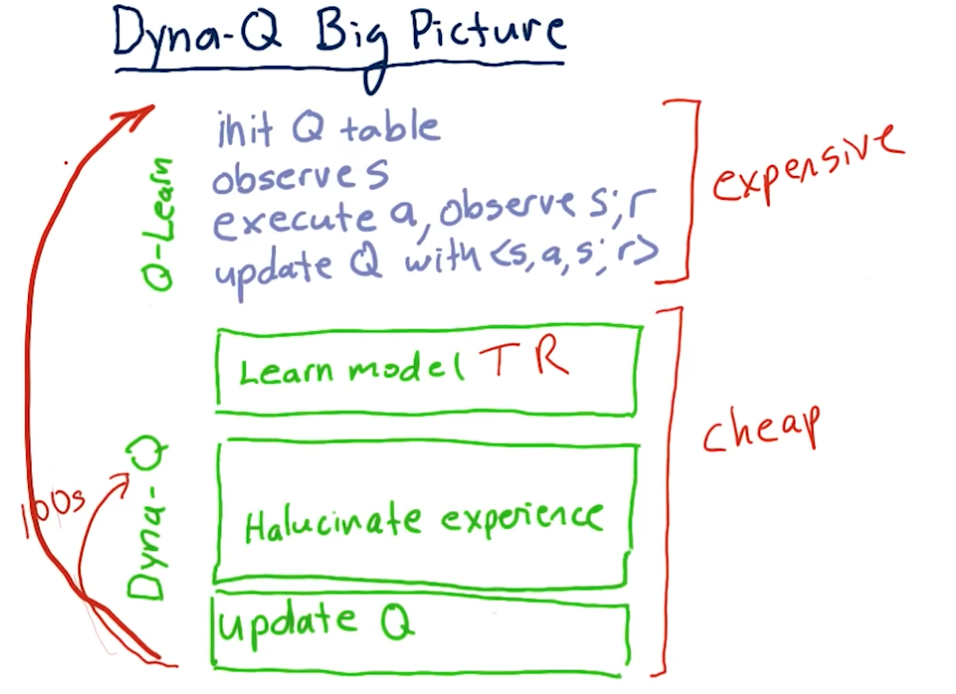 Dyna-Q Big Picture
Q-Learn
init Q table
observe s
execute a, observe s', r
update Q with <s, a, s', r>
expensive
Dyna-Q
Learn model T R
Halucinate experience
update Q
cheap
100s